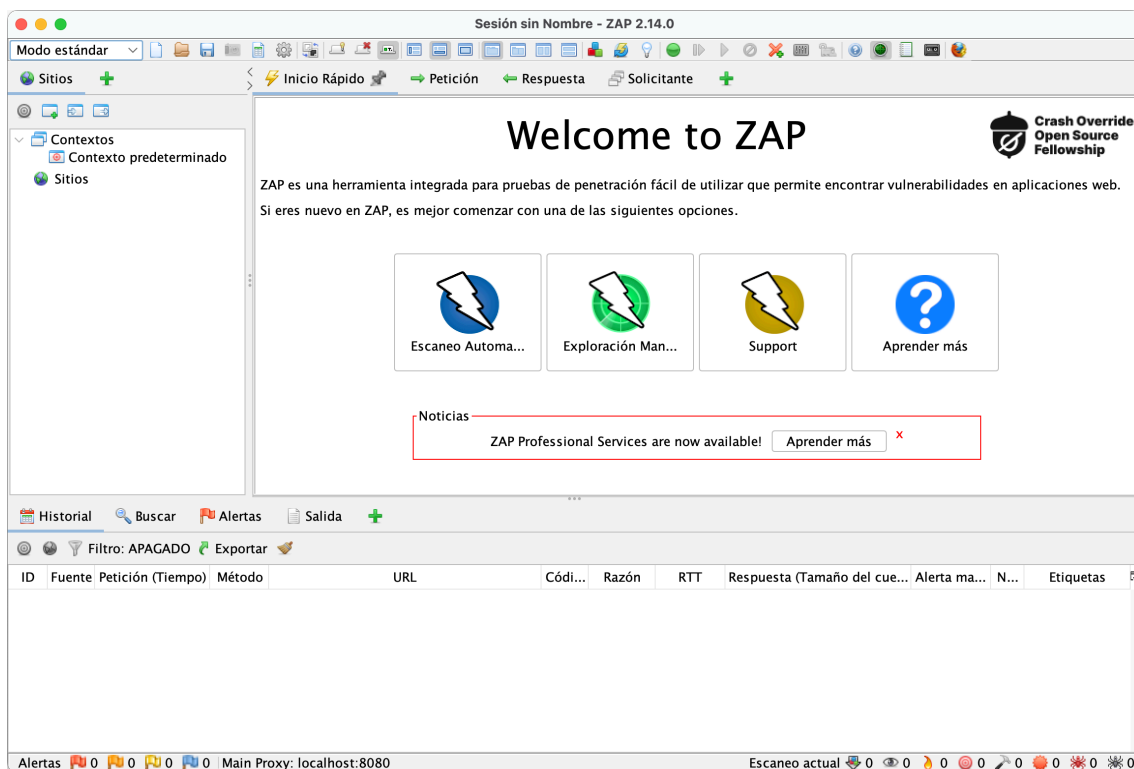 Sesión sin Nombre - ZAP 2.14.0
Modo estándar
Sitios
Inicio Rápido
Petición
Respuesta
Solicitante
Contextos
Contexto predeterminado
Sitios
Welcome to ZAP
Crash Override
Open Source
Fellowship
ZAP es una herramienta integrada para pruebas de penetración fácil de utilizar que permite encontrar vulnerabilidades en aplicaciones web.
Si eres nuevo en ZAP, es mejor comenzar con una de las siguientes opciones.
Escaneo Automa...
Exploración Man...
Support
Aprender más
Noticias
ZAP Professional Services are now available! Aprender más x
Historial Buscar Alertas Salida
Filtro: APAGADO Exportar
ID Fuente Petición (Tiempo) Método URL Códi... Razón RTT Respuesta (Tamaño del cue... Alerta ma... N... Etiquetas
Alertas 0 0 0 0 Main Proxy: localhost:8080 Escaneo actual 0 0 0 0 0 0 0 0